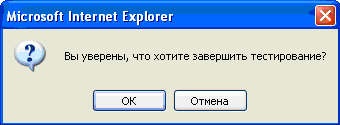 Microsoft Internet Explorer
Вы уверены, что хотите завершить тестирование?
OK
Отмена